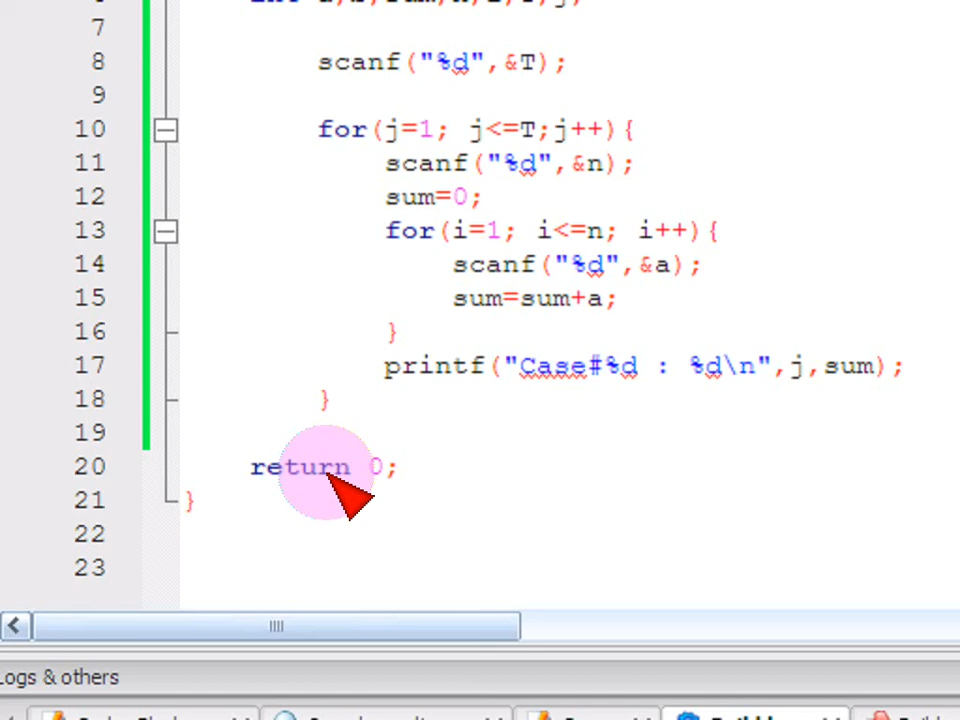 7
8 scanf("%d",&T);
9
10 for(j=1; j<=T;j++){
11 scanf("%d",&n);
12 sum=0;
13 for(i=1; i<=n; i++){
14 scanf("%d",&a);
15 sum=sum+a;
16 }
17 printf("Case#%d : %d\n",j,sum);
18 }
19
20 return 0;
21 }
22
23
Logs & others